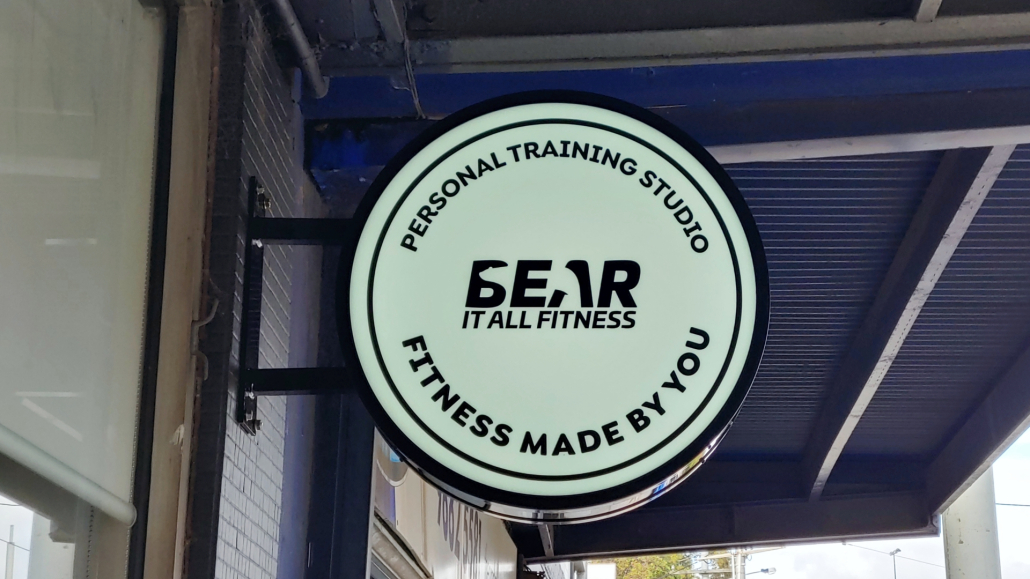 PERSONAL TRAINING STUDIO
BEAR
IT ALL FITNESS
FITNESS MADE BY YOU